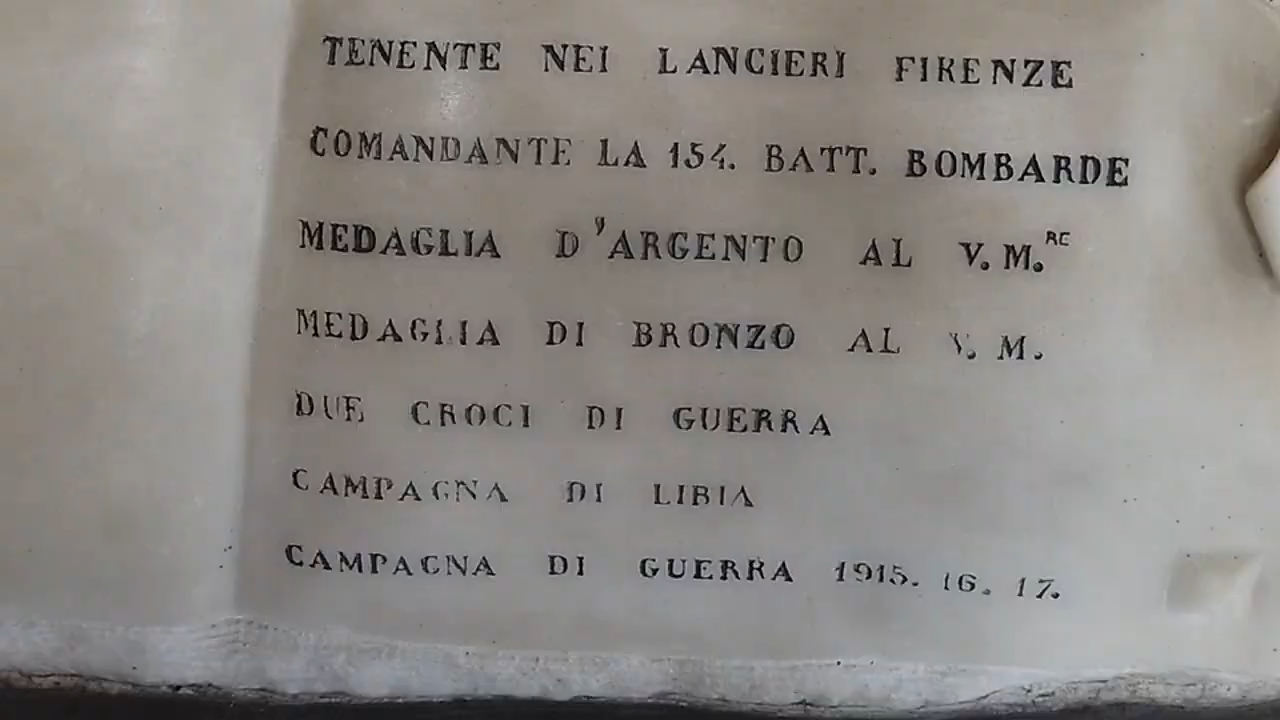 TENENTE NEI LANCIERI FIRENZE
COMANDANTE LA 154. BATT. BOMBARDE
MEDAGLIA D'ARGENTO AL V. M.RE
MEDAGLIA DI BRONZO AL V. M.
DUE CROCI DI GUERRA
CAMPAGNA DI LIBIA
CAMPAGNA DI GUERRA 1915. 16. 17.